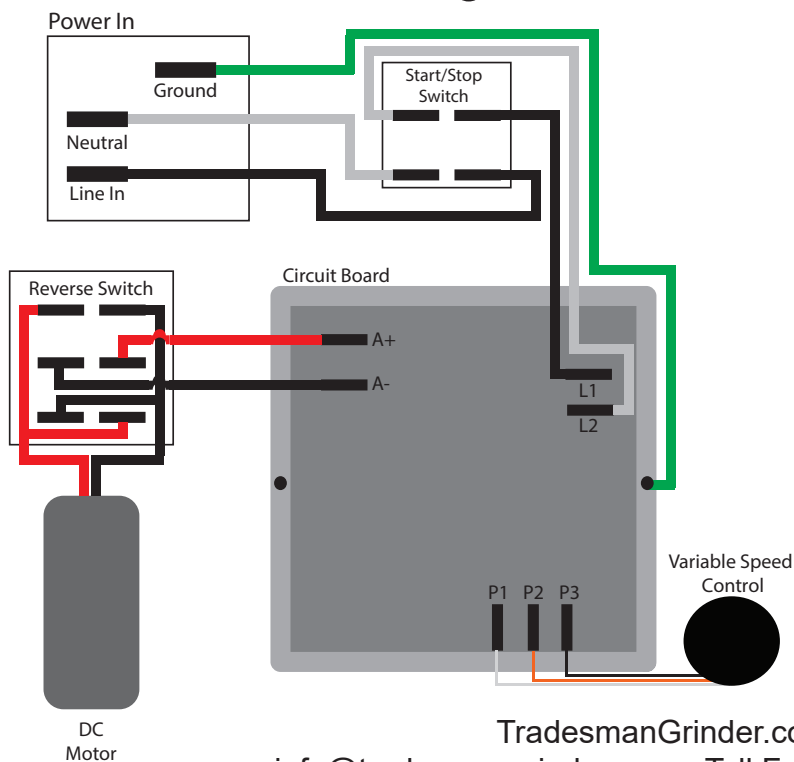 Power In
Ground
Neutral
Line In
Start/Stop
Switch
Reverse Switch
Circuit Board
A+
A-
L1
L2
P1 P2 P3
Variable Speed
Control
DC
Motor